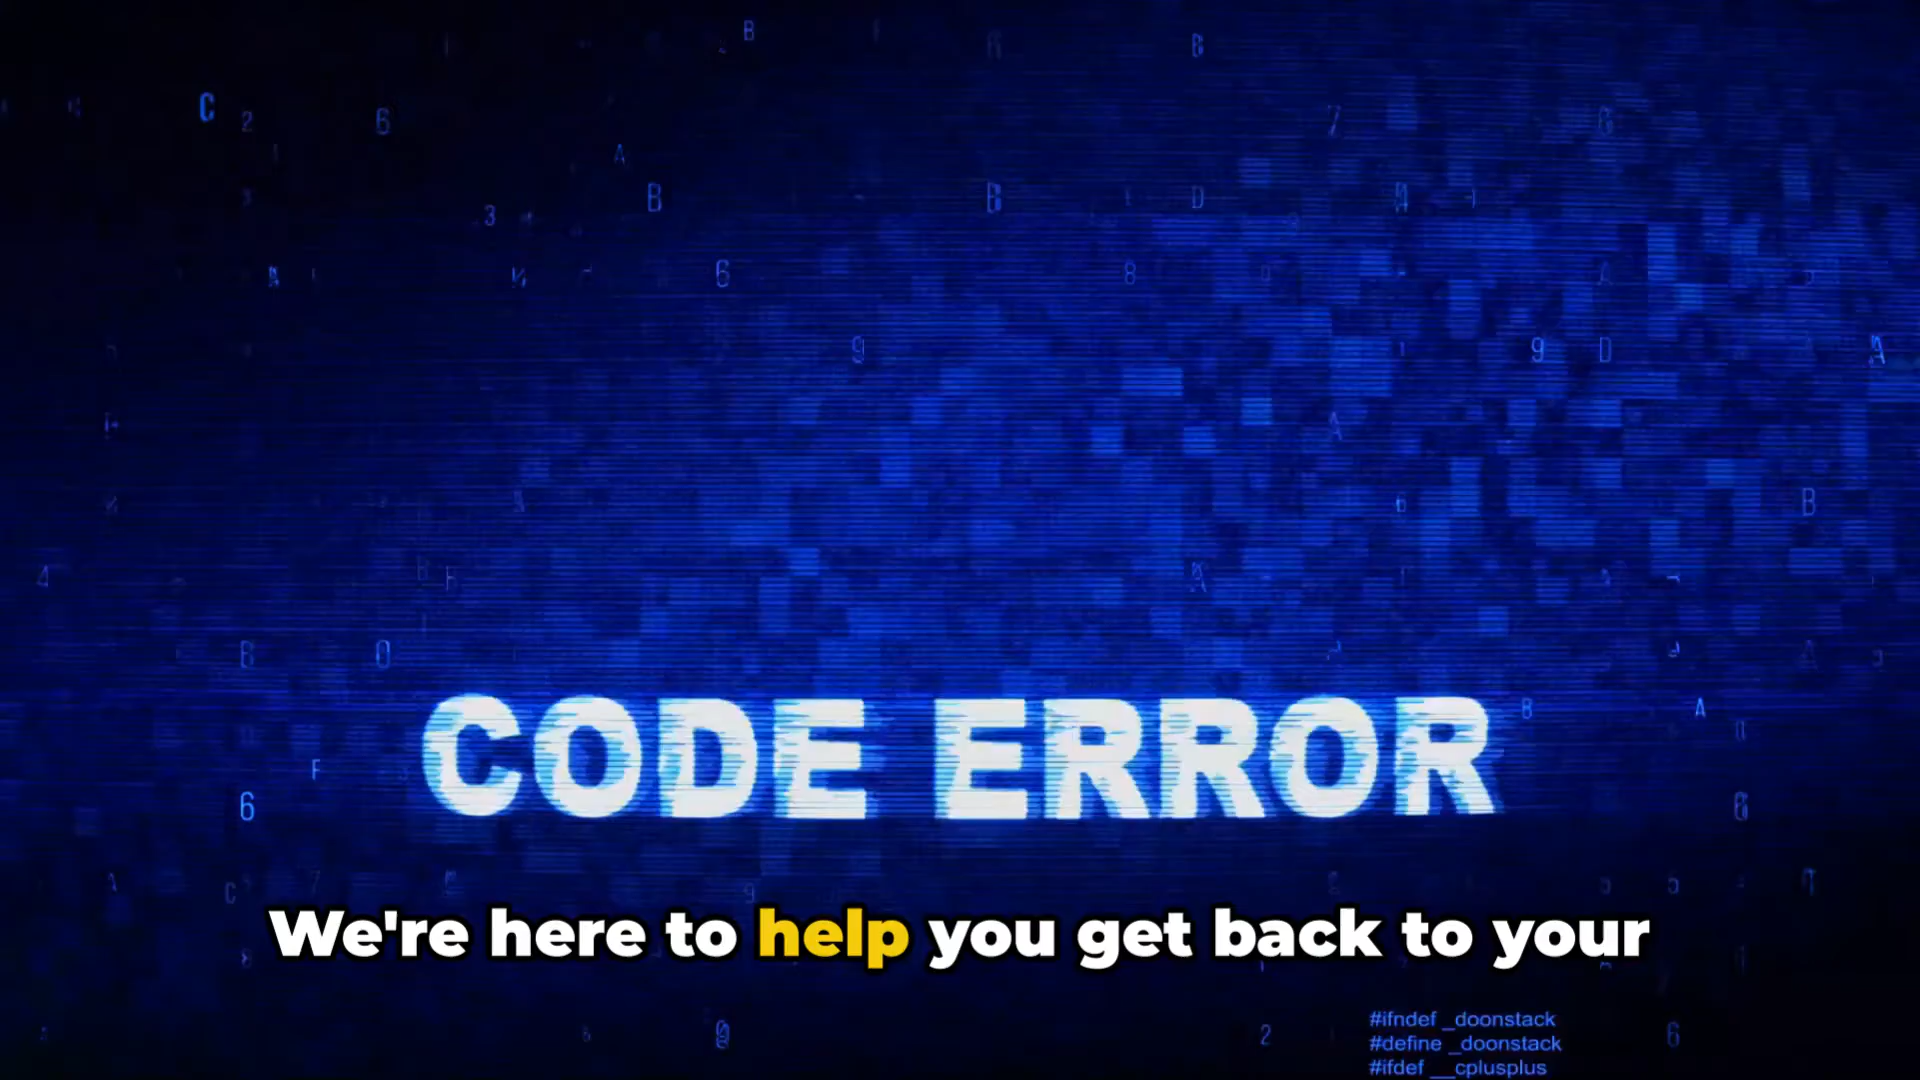 CODE ERROR
We're here to help you get back to your
#ifndef _doonstack
#define _doonstack
#ifdef __cplusplus